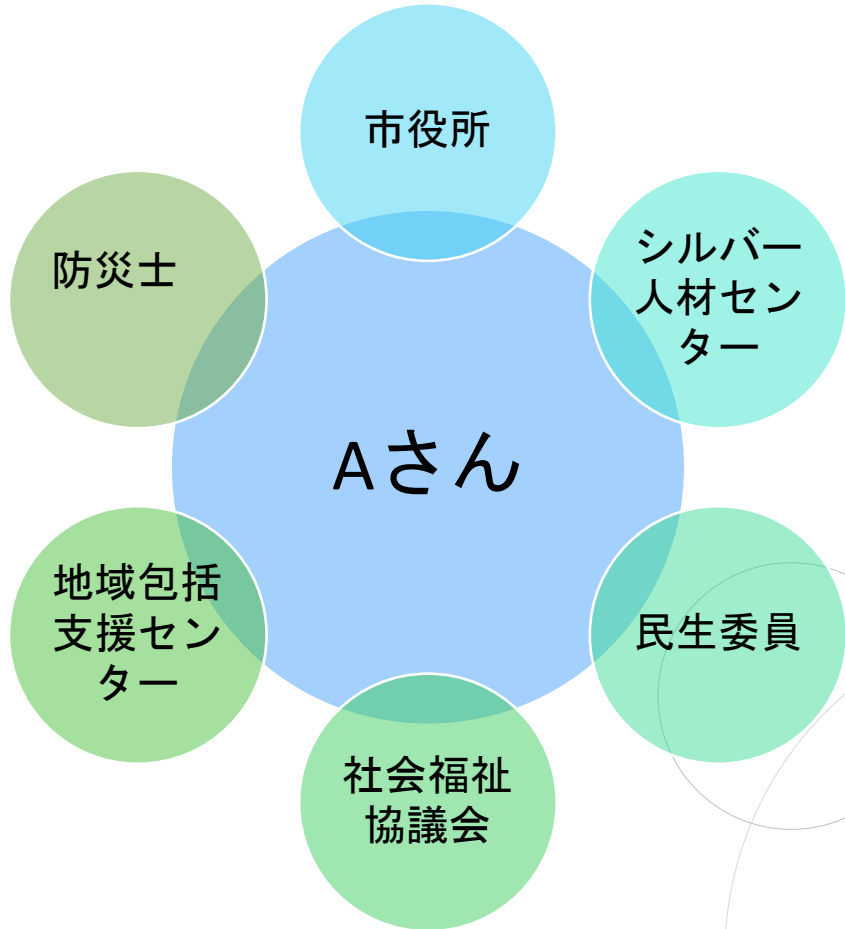 市役所
シルバー
人材セン
ター
民生委員
社会福祉
協議会
地域包括
支援セン
ター
防災士
Aさん